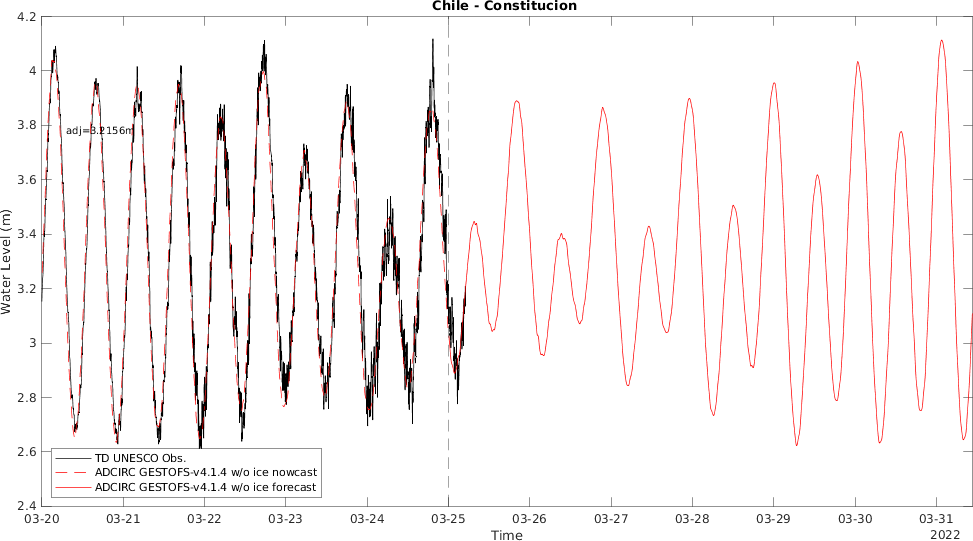 Chile - Constitucion
4.2
4
3.8
3.6
3.4
3.2
3
2.8
2.6
2.4
Water Level (m)
adj=3.2156m
TD UNESCO Obs.
ADCIRC GESTOFS-v4.1.4 w/o ice nowcast
ADCIRC GESTOFS-v4.1.4 w/o ice forecast
03-20 03-21 03-22 03-23 03-24 03-25 03-26 03-27 03-28 03-29 03-30 03-31
Time
2022